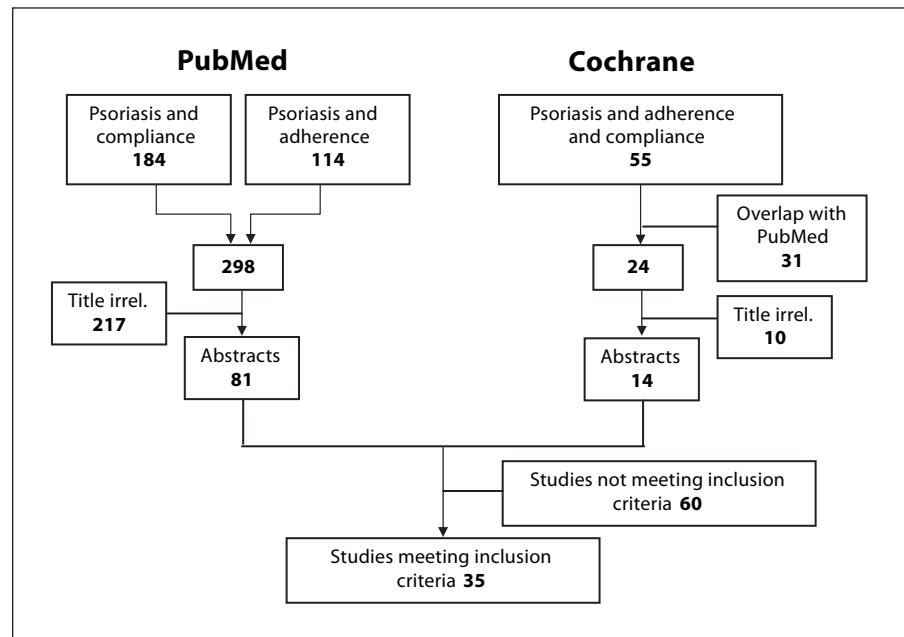 PubMed
Cochrane
Psoriasis and
compliance
184
Psoriasis and
adherence
114
Psoriasis and adherence
and compliance
55
Overlap with
PubMed
31
298
24
Title irrel.
217
Title irrel.
10
Abstracts
81
Abstracts
14
Studies not meeting inclusion
criteria 60
Studies meeting inclusion
criteria 35